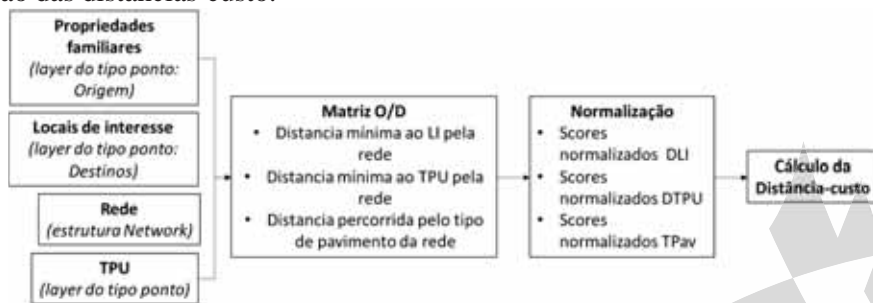 ão das distâncias-custo.
Propriedades
familiares
(layer do tipo ponto:
Origem)
Locais de interesse
(layer do tipo ponto:
Destinos)
Rede
(estrutura Network)
TPU
(layer do tipo ponto)
Matriz O/D
• Distancia mínima ao LI pela
rede
• Distancia mínima ao TPU pela
rede
• Distancia percorrida pelo tipo
de pavimento da rede
Normalização
• Scores
normalizados DLI
• Scores
normalizados DTPU
• Scores
normalizados TPav
Cálculo da
Distância-custo